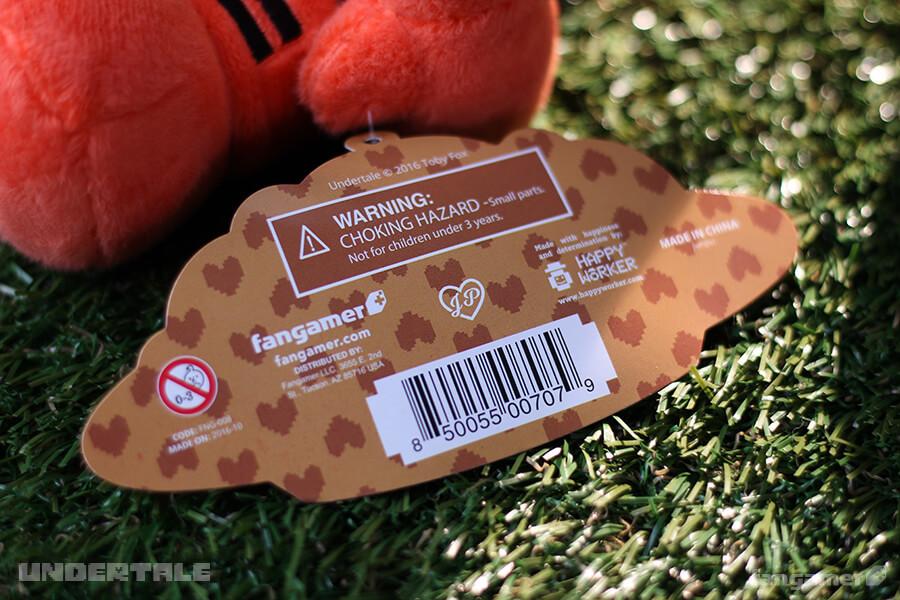 Undertale © 2016 Toby Fox
WARNING:
CHOKING HAZARD -Small parts.
Not for children under 3 years.
Made with happiness
and determination by:
HAPPY
WORKER
www.happyworker.com
MADE IN CHINA
JP
fangamer
fangamer.com
DISTRIBUTED BY:
Fangamer LLC, 3655 E. 2nd
St., Tucson, AZ 85716 USA
0-3
CODE: FNG-008
MADE ON: 2016-10
8 50055 00707 9
UNDERTALE
fangamer